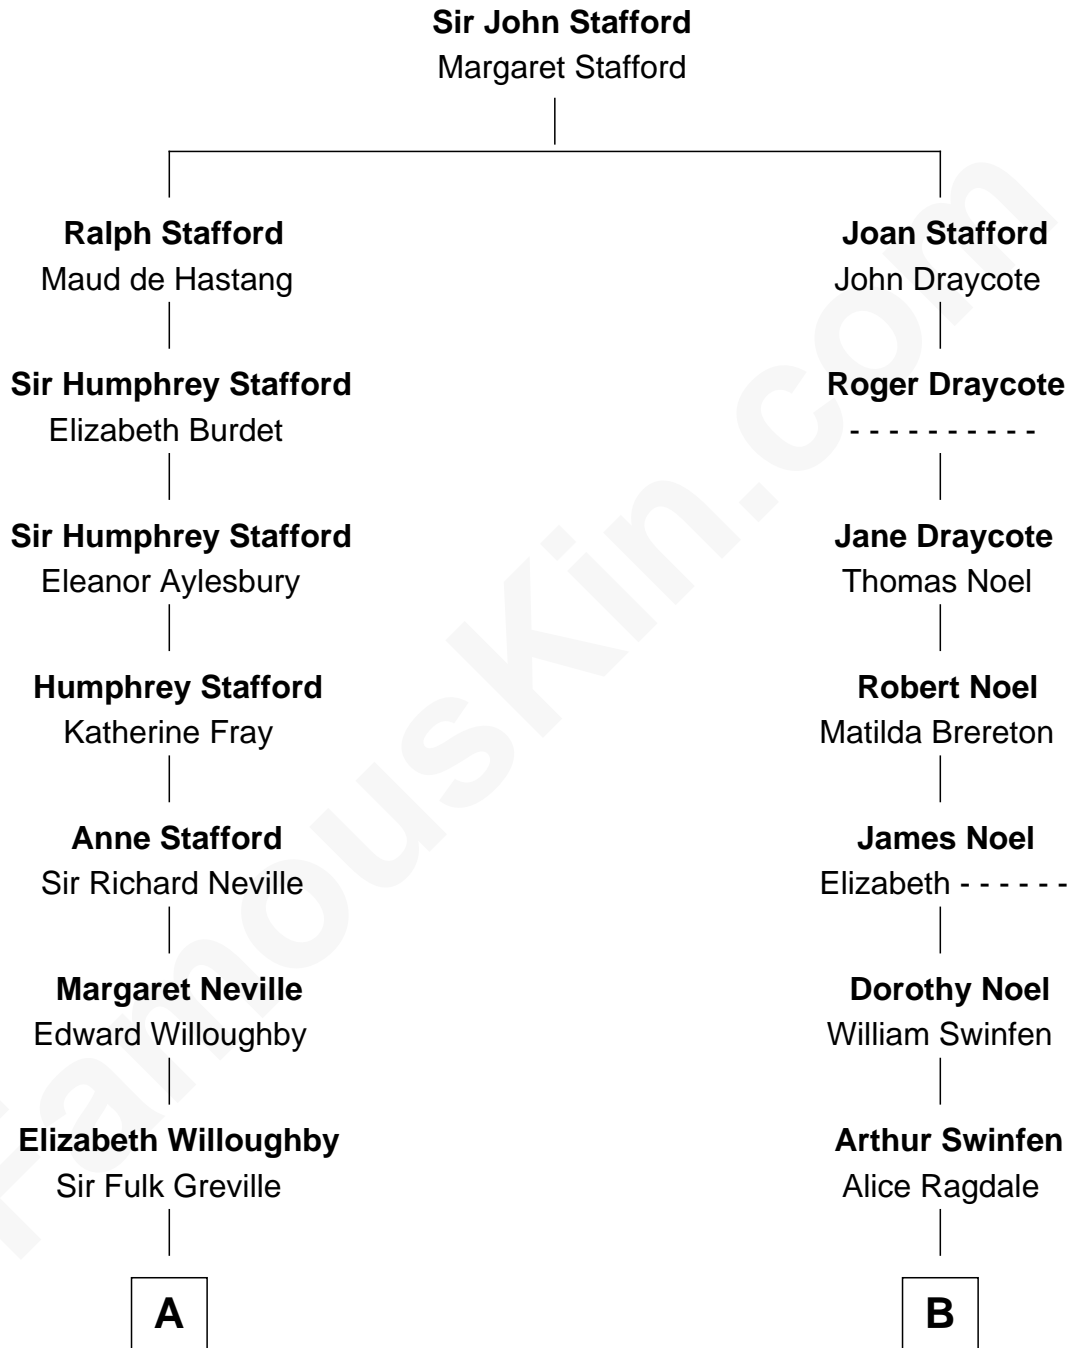 Sir John Stafford
Margaret Stafford
Ralph Stafford
Maud de Hastang
Sir Humphrey Stafford
Elizabeth Burdet
Sir Humphrey Stafford
Eleanor Aylesbury
Humphrey Stafford
Katherine Fray
Anne Stafford
Sir Richard Neville
Margaret Neville
Edward Willoughby
Elizabeth Willoughby
Sir Fulk Greville
A
Joan Stafford
John Draycote
Roger Draycote
- - - - - - - - - -
Jane Draycote
Thomas Noel
Robert Noel
Matilda Brereton
James Noel
Elizabeth - - - - - -
Dorothy Noel
William Swinfen
Arthur Swinfen
Alice Ragdale
B
FamousKin.com